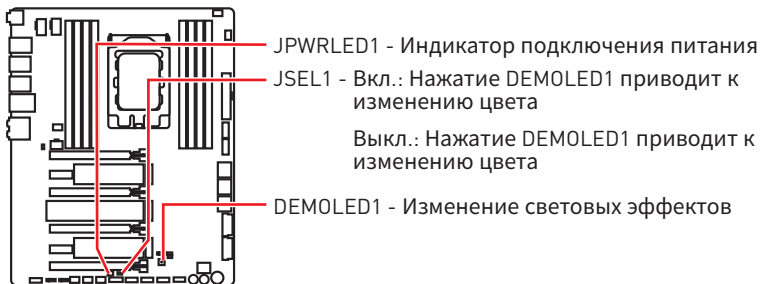 JPWRLED1 - Индикатор подключения питания
JSEL1 - Вкл.: Нажатие DEMOLED1 приводит к
изменению цвета
Выкл.: Нажатие DEMOLED1 приводит к
изменению цвета
DEMOLED1 - Изменение световых эффектов